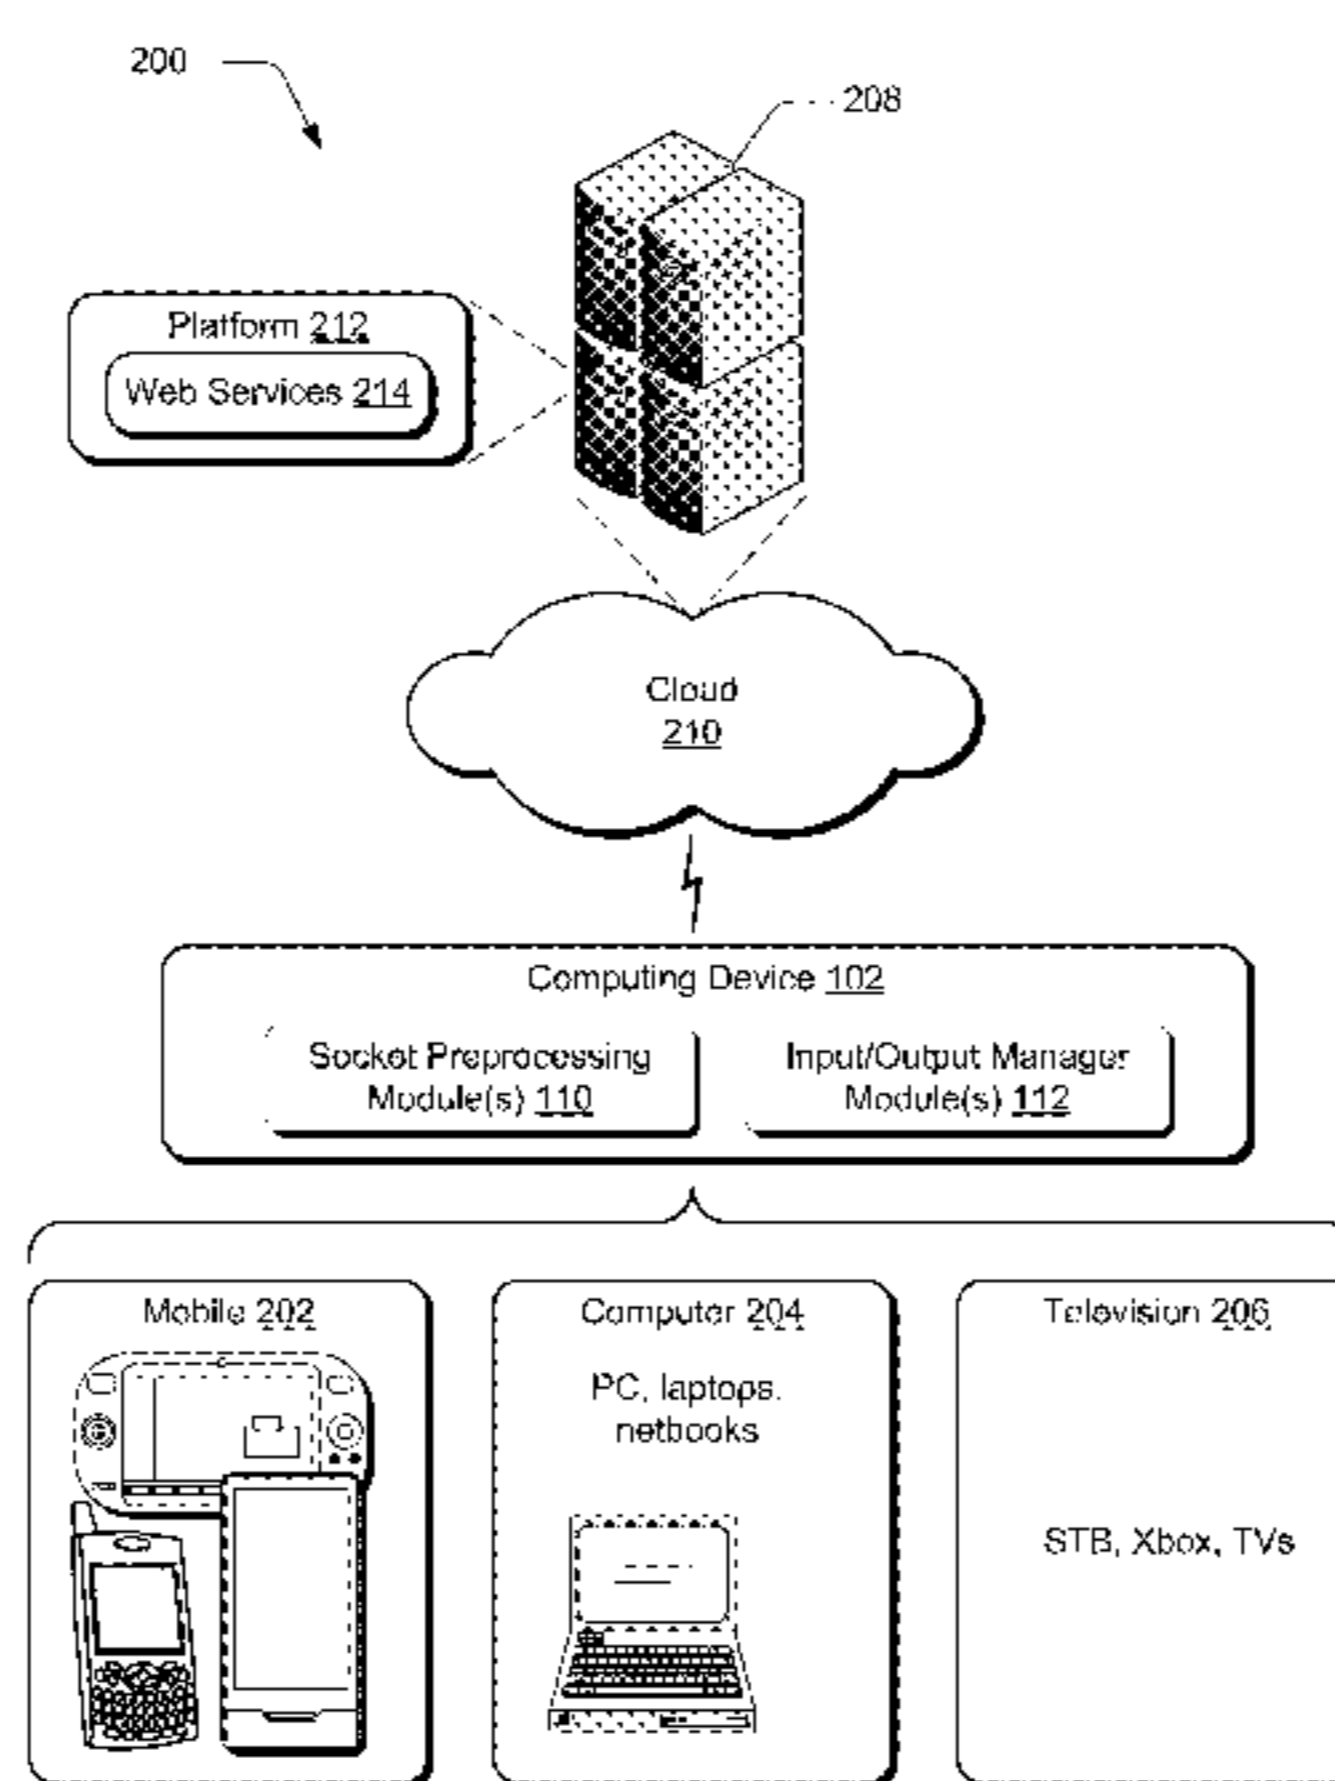 200
208
Platform 212
Web Services 214
Cloud
210
Computing Device 102
Socket Preprocessing
Module(s) 110
Input/Output Manager
Module(s) 112
Mobile 202
Computer 204
PC, laptops,
netbooks
Television 206
STB, Xbox, TVs